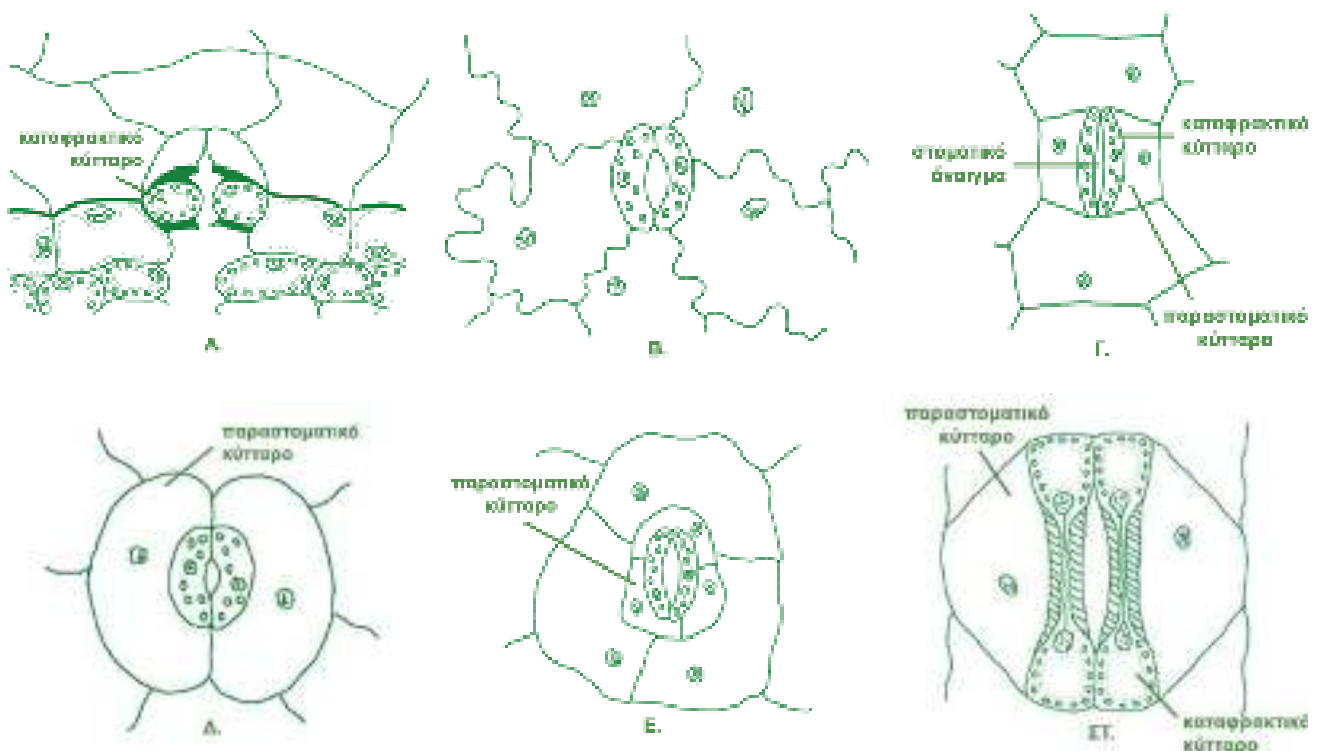 καταφρακτικό
κύτταρο
Α.
Β.
στοματικό
άνοιγμα
καταφρακτικό
κύτταρο
παραστοματικό
κύτταρο
Γ.
παραστοματικό
κύτταρο
Δ.
παραστοματικό
κύτταρο
Ε.
παραστοματικό
κύτταρο
καταφρακτικό
κύτταρο
ΣΤ.